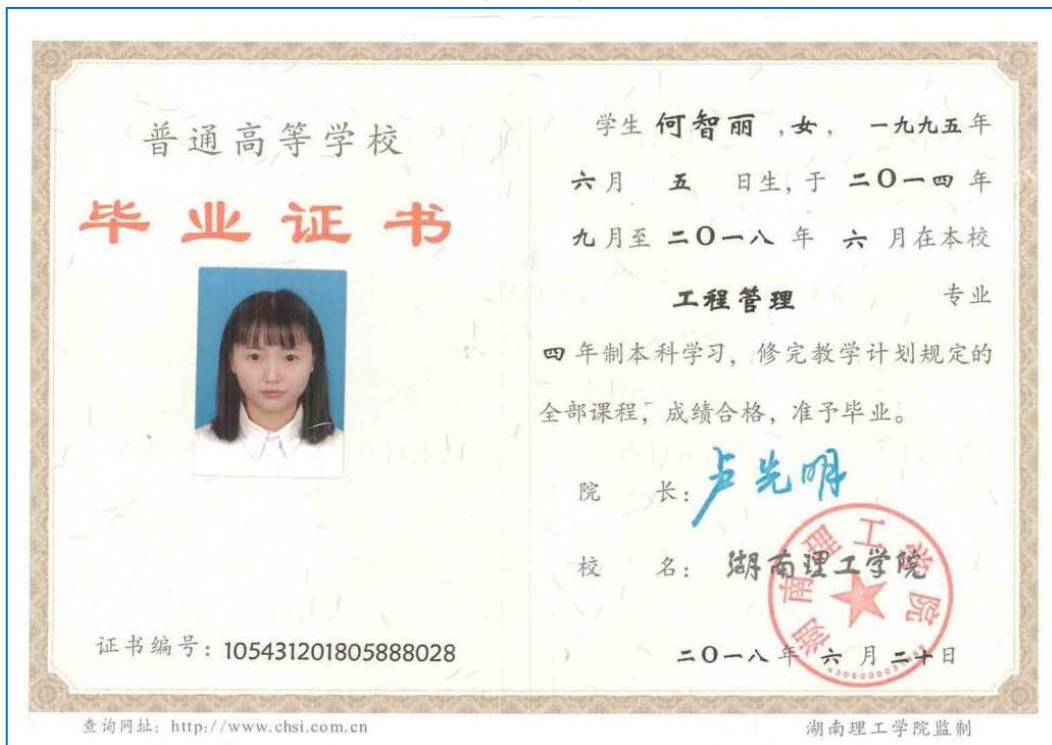 普通高等学校
毕业证书
证书编号：105431201805888028
学生 何智丽 ，女， 一九九五年
六月 五 日生，于 二〇一四 年
九月至 二〇一八 年 六 月在本校
工程管理 专业
四 年制本科学习，修完教学计划规定的
全部课程，成绩合格，准予毕业。
院 长：卢先明
校 名：湖南理工学院
湖南理工学院
二〇一八 年 六 月 二十日
查询网址：http://www.chsi.com.cn
湖南理工学院监制